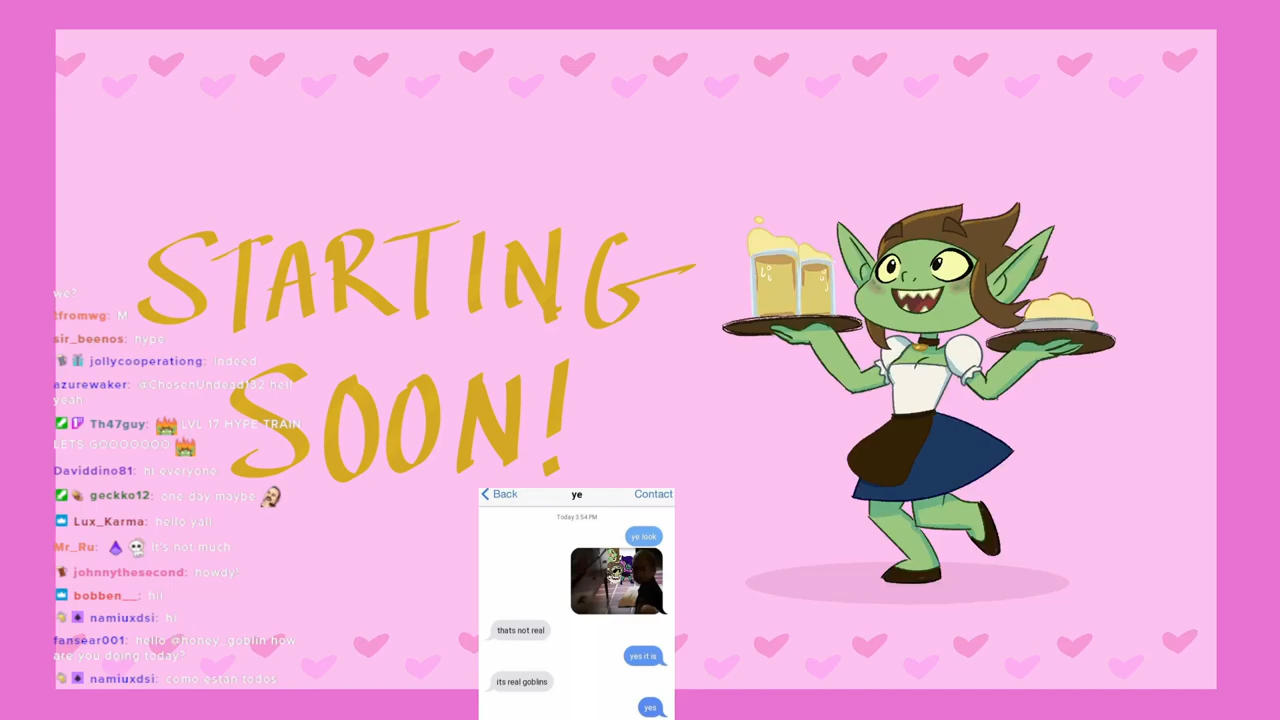 STARTING
SOON!
we?
tfromwg: M
sir_beenos: hype
jollycooperationg: Indeed
azurewaker: @ChosenUndead132 hell
yeah
Th47guy: LVL 17 HYPE TRAIN
LETS GOOOOOOO
Daviddino81: hi everyone
geckko12: one day maybe
Lux_Karma: hello yall
Mr_Ru: It's not much
johnnythesecond: howdy!
bobben__: hii
namiuxdsi: hi
fansear001: hello @honey_goblin how
are you doing today?
namiuxdsi: como estan todos
Back ye Contact
Today 3:54 PM
ye look
thats not real
yes it is
its real goblins
yes